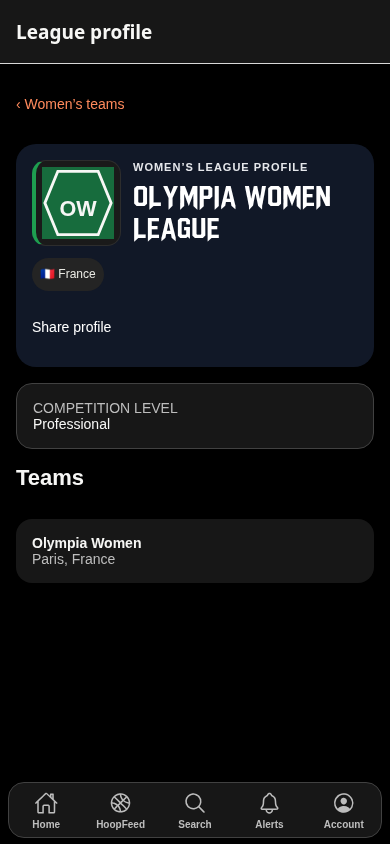 League profile
‹ Women's teams
OW
WOMEN'S LEAGUE PROFILE
OLYMPIA WOMEN
LEAGUE
🇫🇷 France
Share profile
COMPETITION LEVEL
Professional
Teams
Olympia Women
Paris, France
Home
HoopFeed
Search
Alerts
Account